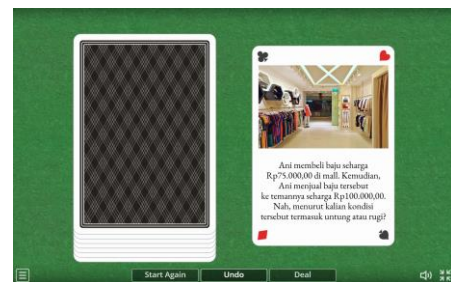 Ani membeli baju seharga
Rp75.000,00 di mall. Kemudian,
Ani menjual baju tersebut
ke temannya seharga Rp100.000,00.
Nah, menurut kalian kondisi
tersebut termasuk untung atau rugi?
Start Again Undo Deal